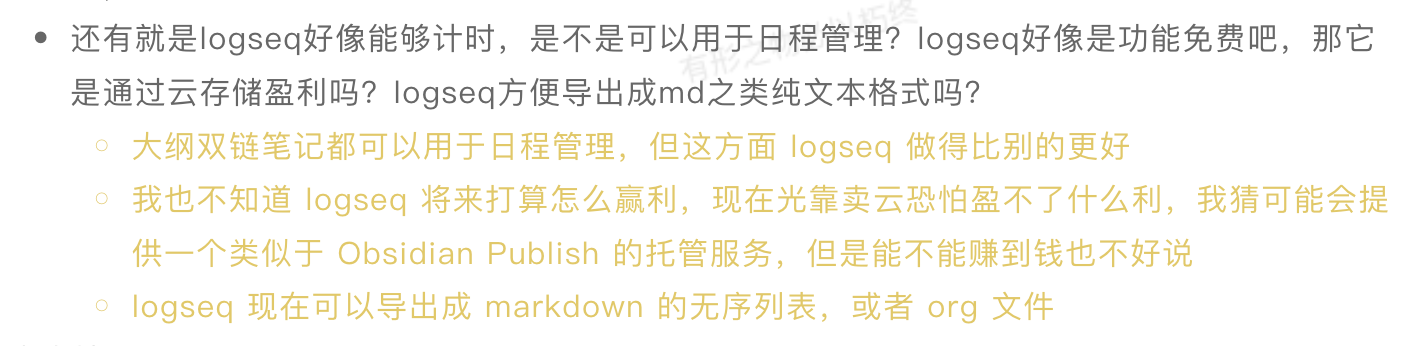 还有就是logseq好像能够计时，是不是可以用于日程管理？logseq好像是功能免费吧，那它
是通过云存储盈利吗？logseq方便导出成md之类纯文本格式吗？
大纲双链笔记都可以用于日程管理，但这方面 logseq 做得比别的更好
我也不知道 logseq 将来打算怎么赢利，现在光靠卖云恐怕盈不了什么利，我猜可能会提
供一个类似于 Obsidian Publish 的托管服务，但是能不能赚到钱也不好说
logseq 现在可以导出成 markdown 的无序列表，或者 org 文件